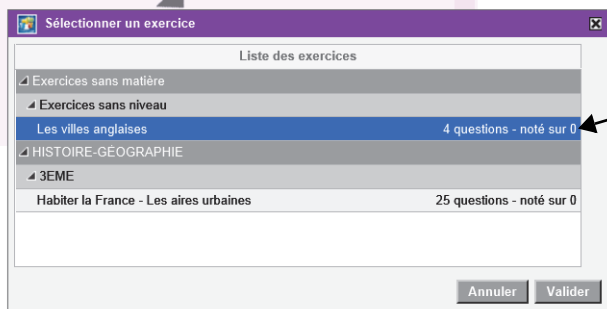 Sélectionner un exercice
Liste des exercices
Exercices sans matière
Exercices sans niveau
Les villes anglaises 4 questions - noté sur 0
HISTOIRE-GÉOGRAPHIE
3EME
Habiter la France - Les aires urbaines 25 questions - noté sur 0
Annuler Valider